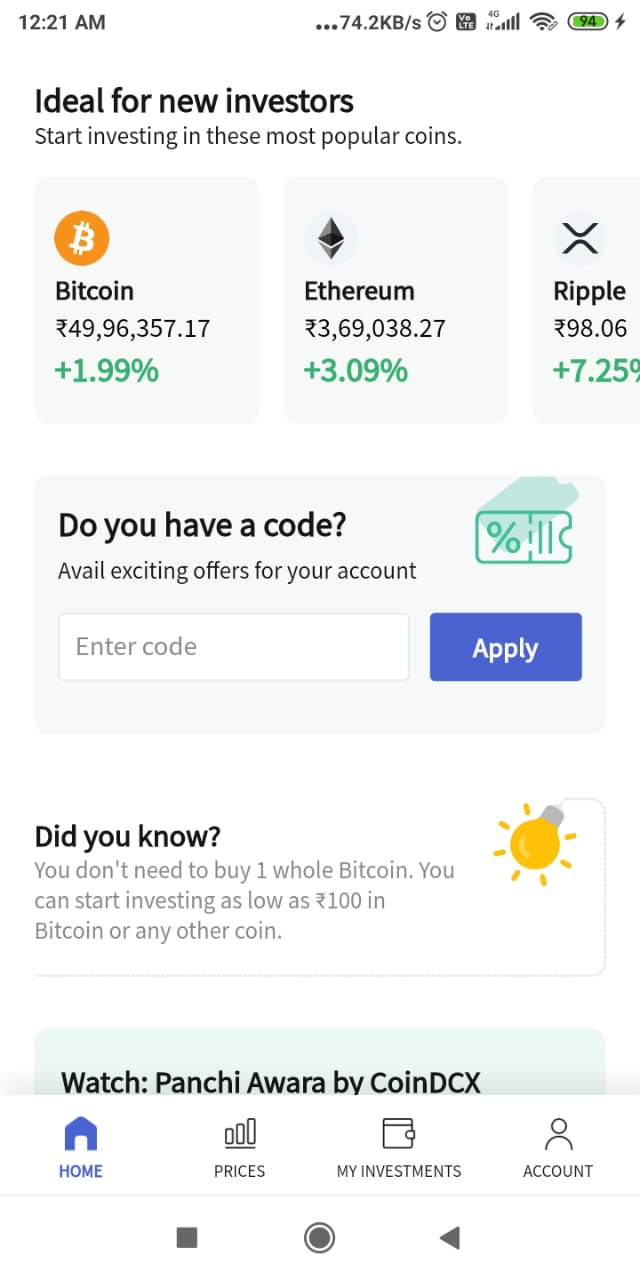 12:21 AM
...74.2KB/s
Vo LTE
4G
94
Ideal for new investors
Start investing in these most popular coins.
Bitcoin
₹49,96,357.17
+1.99%
Ethereum
₹3,69,038.27
+3.09%
Ripple
₹98.06
+7.25%
Do you have a code?
Avail exciting offers for your account
%
Enter code
Apply
Did you know?
You don't need to buy 1 whole Bitcoin. You
can start investing as low as ₹100 in
Bitcoin or any other coin.
Watch: Panchi Awara by CoinDCX
HOME
PRICES
MY INVESTMENTS
ACCOUNT